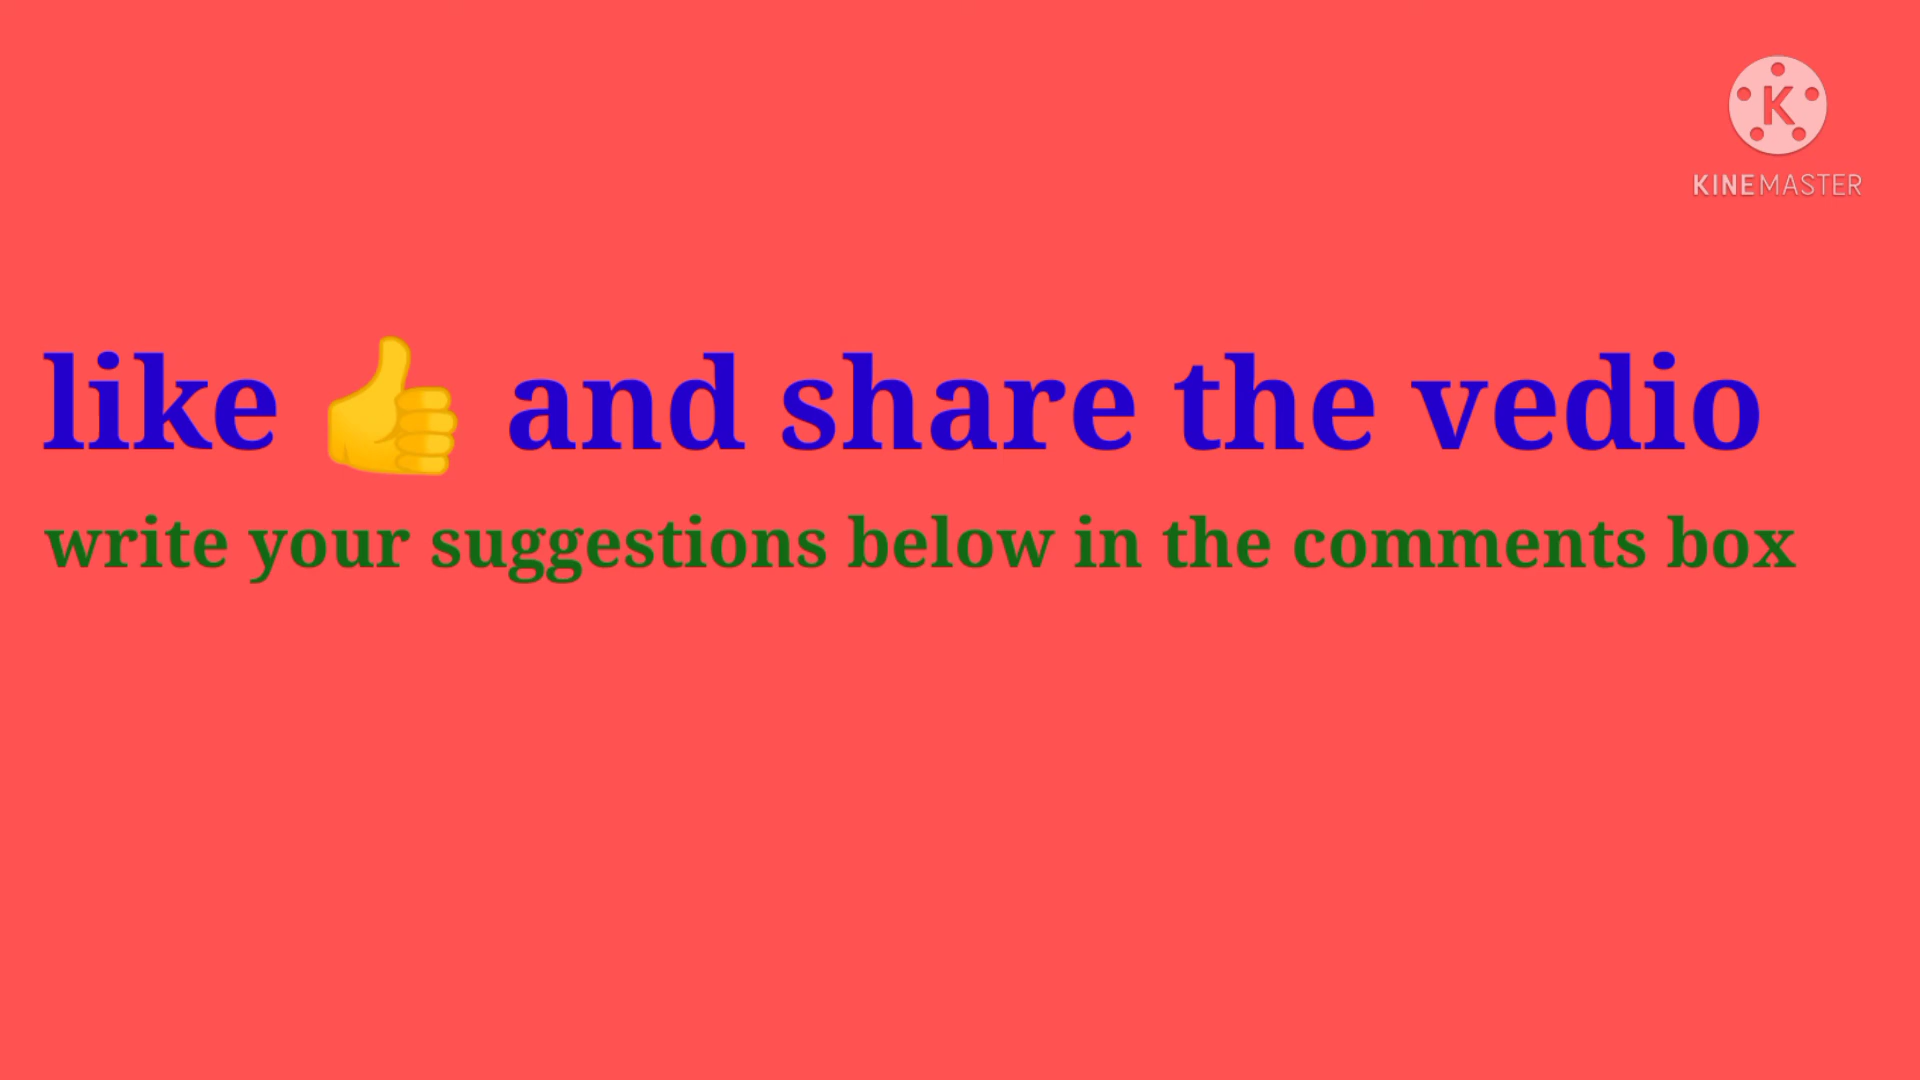 K
KINEMASTER
like 👍 and share the vedio
write your suggestions below in the comments box